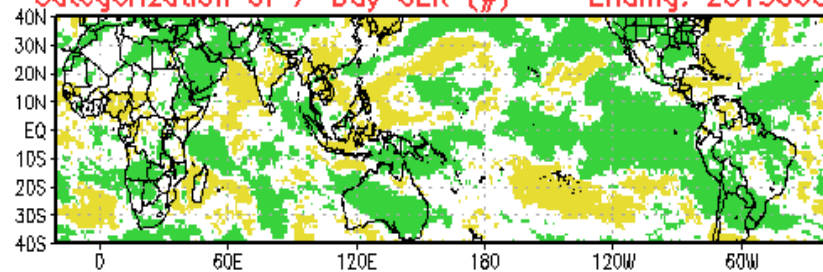 Categorization of 7-Day OLR (#) Ending:
40N
30N
20N
10N
EQ
10S
20S
30S
40S
0 60E 120E 180 120W 60W